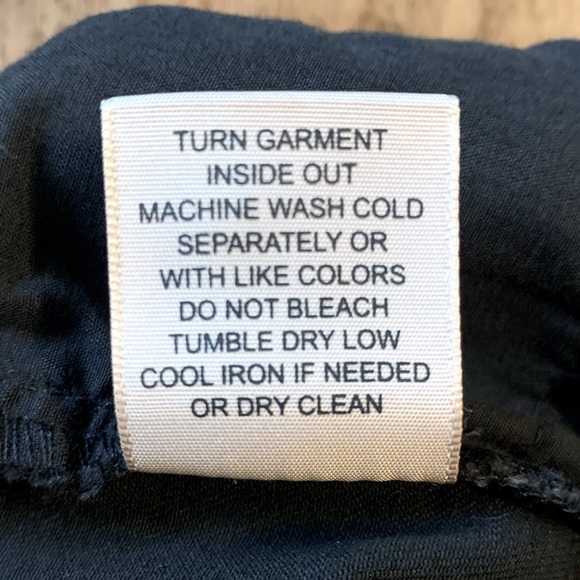 TURN GARMENT
INSIDE OUT
MACHINE WASH COLD
SEPARATELY OR
WITH LIKE COLORS
DO NOT BLEACH
TUMBLE DRY LOW
COOL IRON IF NEEDED
OR DRY CLEAN